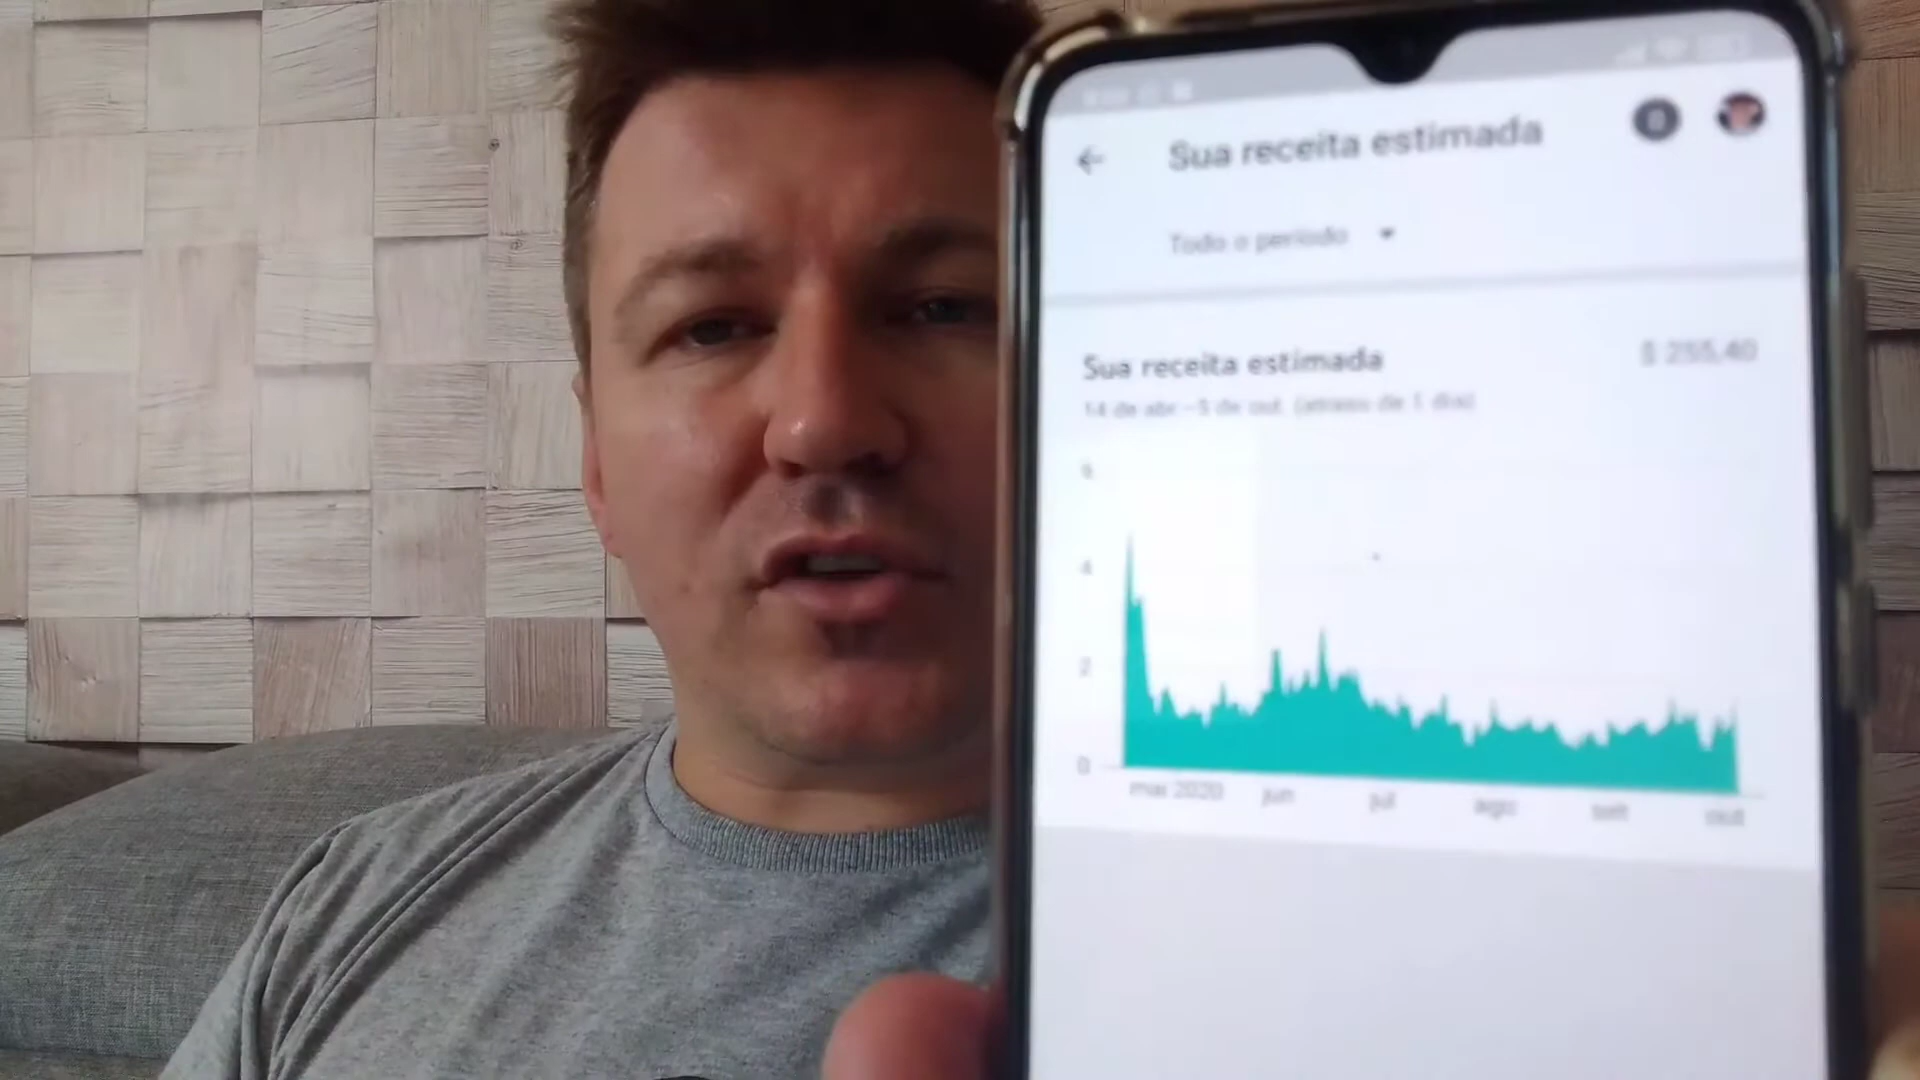 Sua receita estimada
Todo o período
Sua receita estimada
$ 255,40
14 de abr. – 5 de out. (atraso de 1 dia)
6
4
2
0
mai 2020 jun jul ago set out